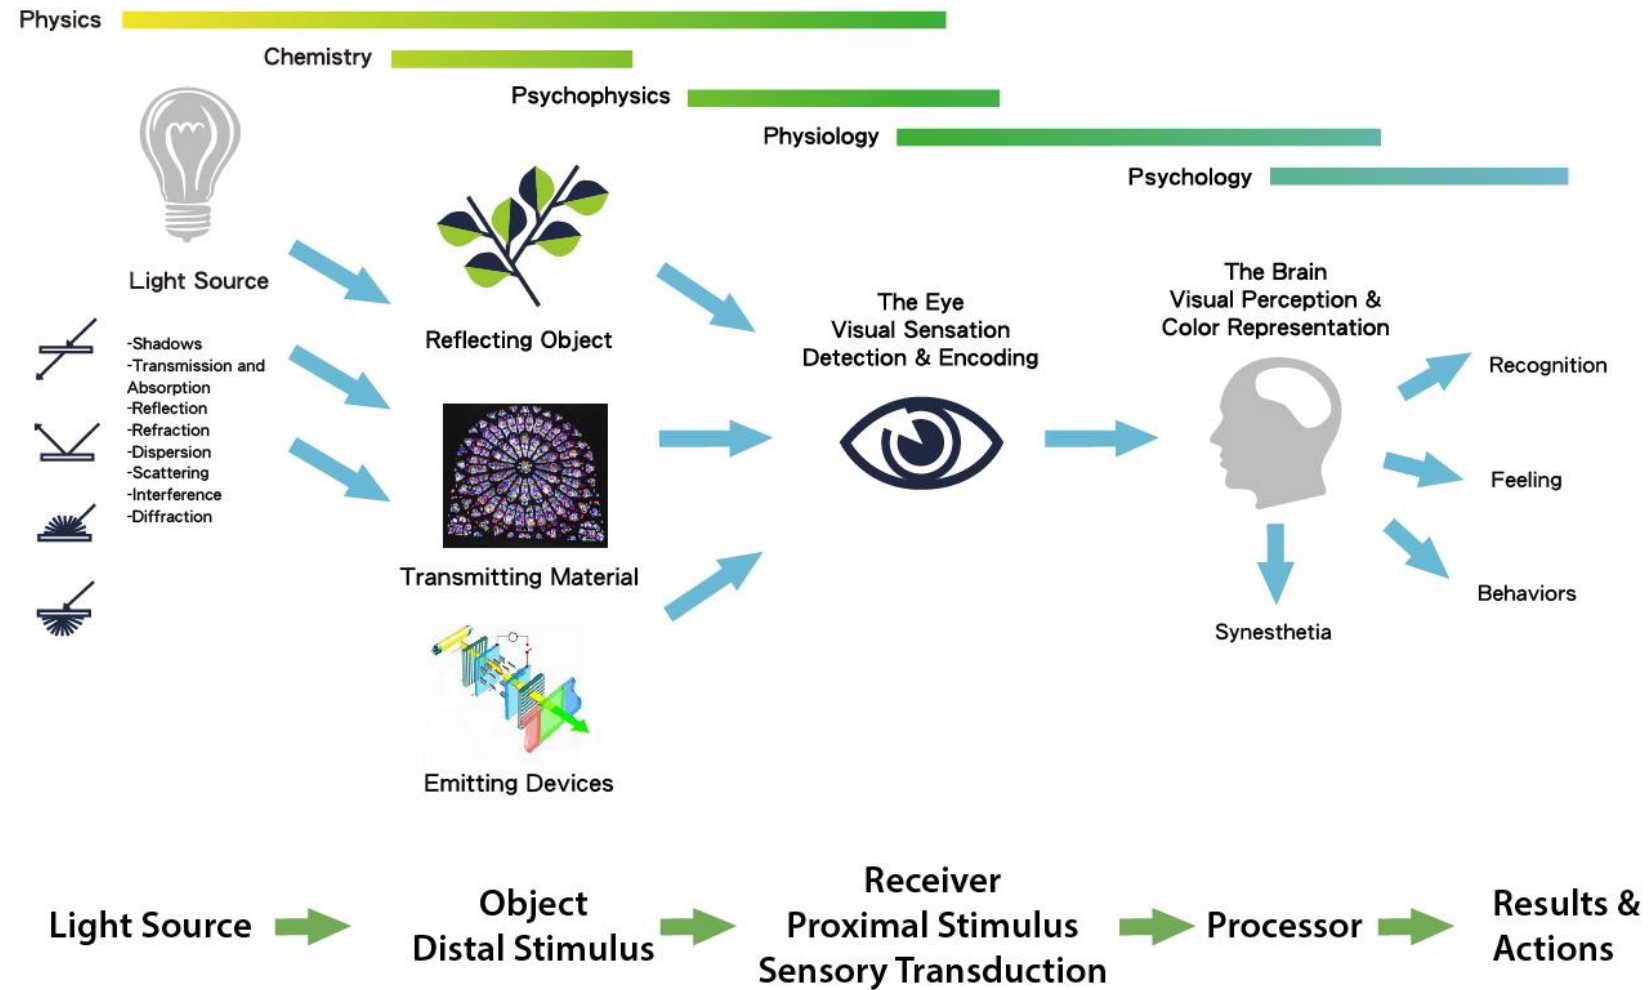 Physics
Chemistry
Psychophysics
Physiology
Psychology
Light Source
-Shadows
-Transmission and
Absorption
-Reflection
-Refraction
-Dispersion
-Scattering
-Interference
-Diffraction
Reflecting Object
Transmitting Material
Emitting Devices
The Eye
Visual Sensation
Detection & Encoding
The Brain
Visual Perception &
Color Representation
Recognition
Feeling
Behaviors
Synesthetia
Light Source
Object
Distal Stimulus
Receiver
Proximal Stimulus
Sensory Transduction
Processor
Results &
Actions